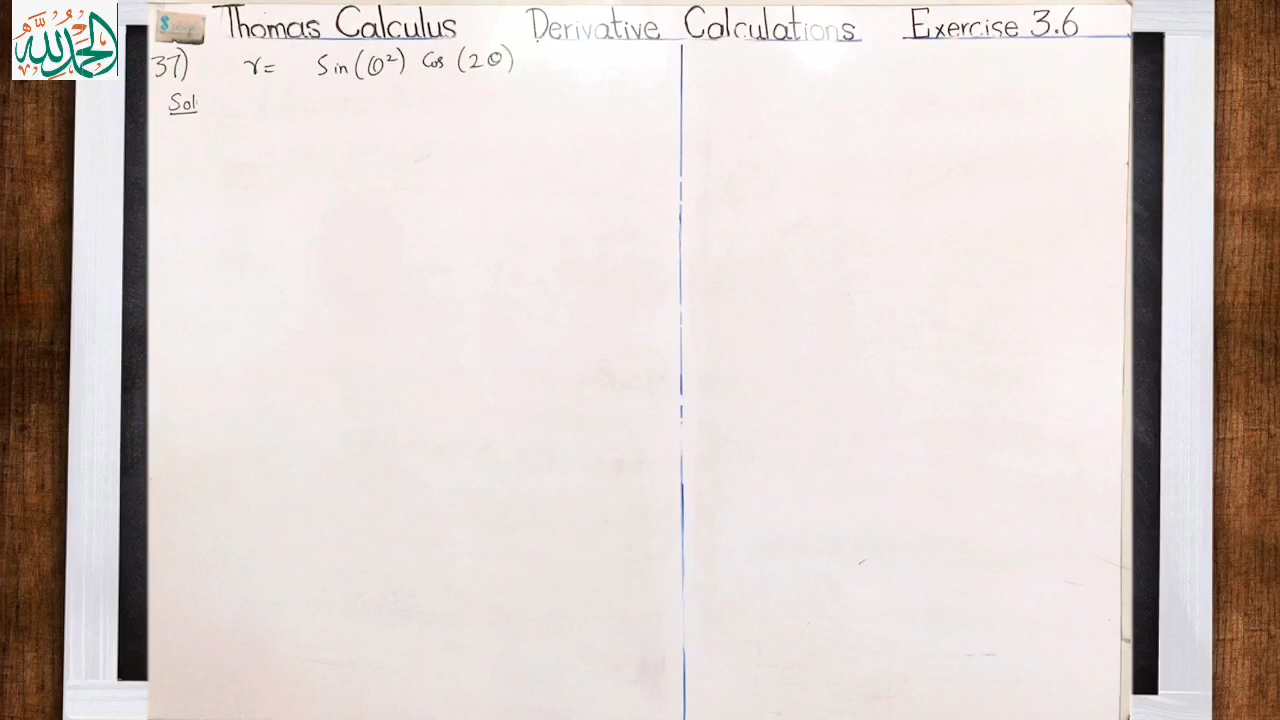 الحمد لله
Thomas Calculus Derivative Calculations Exercise 3.6
37) r = Sin (θ²) Cos (2θ)
Sol: